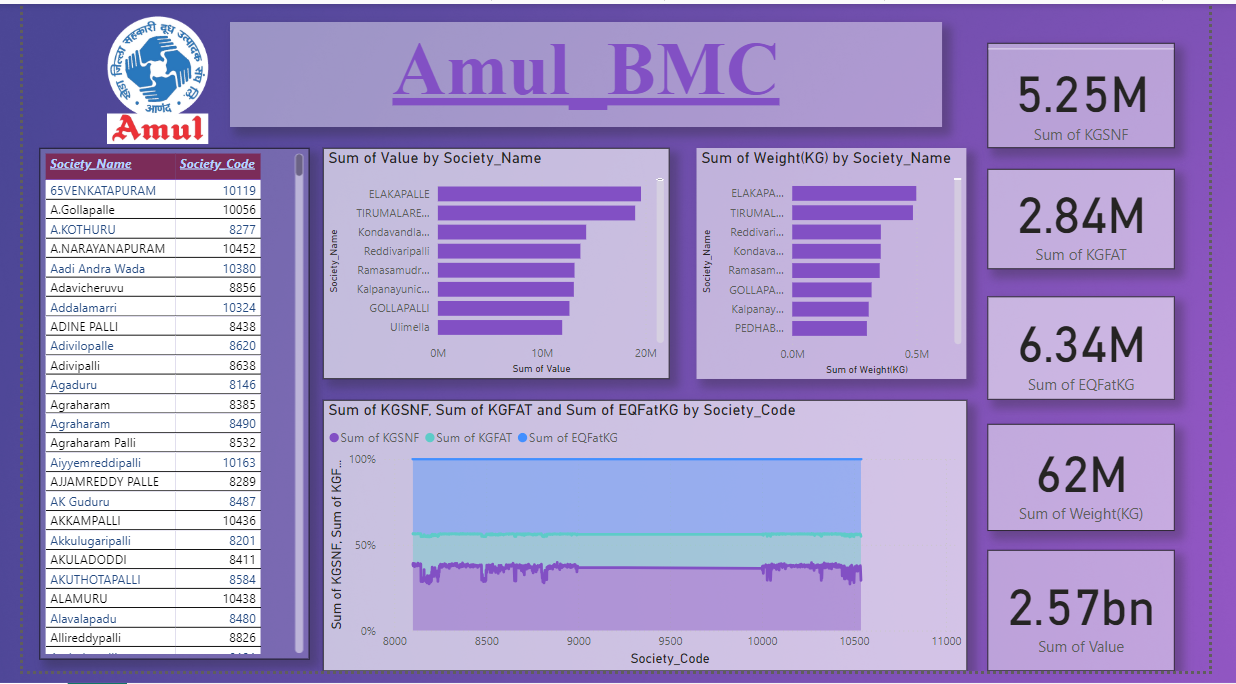 खेडा जिल्ला सहकारी दूध उत्पादक संघ लि.
आणंद
Amul
Amul_BMC
5.25M
Sum of KGSNF
2.84M
Sum of KGFAT
6.34M
Sum of EQFatKG
62M
Sum of Weight(KG)
2.57bn
Sum of Value
Society_Name Society_Code
65VENKATAPURAM 10119
A.Gollapalle 10056
A.KOTHURU 8277
A.NARAYANAPURAM 10452
Aadi Andra Wada 10380
Adavicheruvu 8856
Addalamarri 10324
ADINE PALLI 8438
Adivilopalle 8620
Adivipalli 8638
Agaduru 8146
Agraharam 8385
Agraharam 8490
Agraharam Palli 8532
Aiyyemreddipalli 10163
AJJAMREDDY PALLE 8289
AK Guduru 8487
AKKAMPALLI 10436
Akkulugaripalli 8201
AKULADODDI 8411
AKUTHOTAPALLI 8584
ALAMURU 10438
Alavalapadu 8480
Allireddypalli 8826
Sum of Value by Society_Name
Society_Name
ELAKAPALLE
TIRUMALARE...
Kondavandla...
Reddivaripalli
Ramasamudr...
Kalpanayunic...
GOLLAPALLI
Ulimella
0M 10M 20M
Sum of Value
Sum of Weight(KG) by Society_Name
Society_Name
ELAKAPA...
TIRUMAL...
Reddivari...
Kondava...
Ramasam...
GOLLAPA...
Kalpanay...
PEDHAB...
0.0M 0.5M
Sum of Weight(KG)
Sum of KGSNF, Sum of KGFAT and Sum of EQFatKG by Society_Code
Sum of KGSNF Sum of KGFAT Sum of EQFatKG
Sum of KGSNF, Sum of KGF...
100%
50%
0%
8000 8500 9000 9500 10000 10500 11000
Society_Code